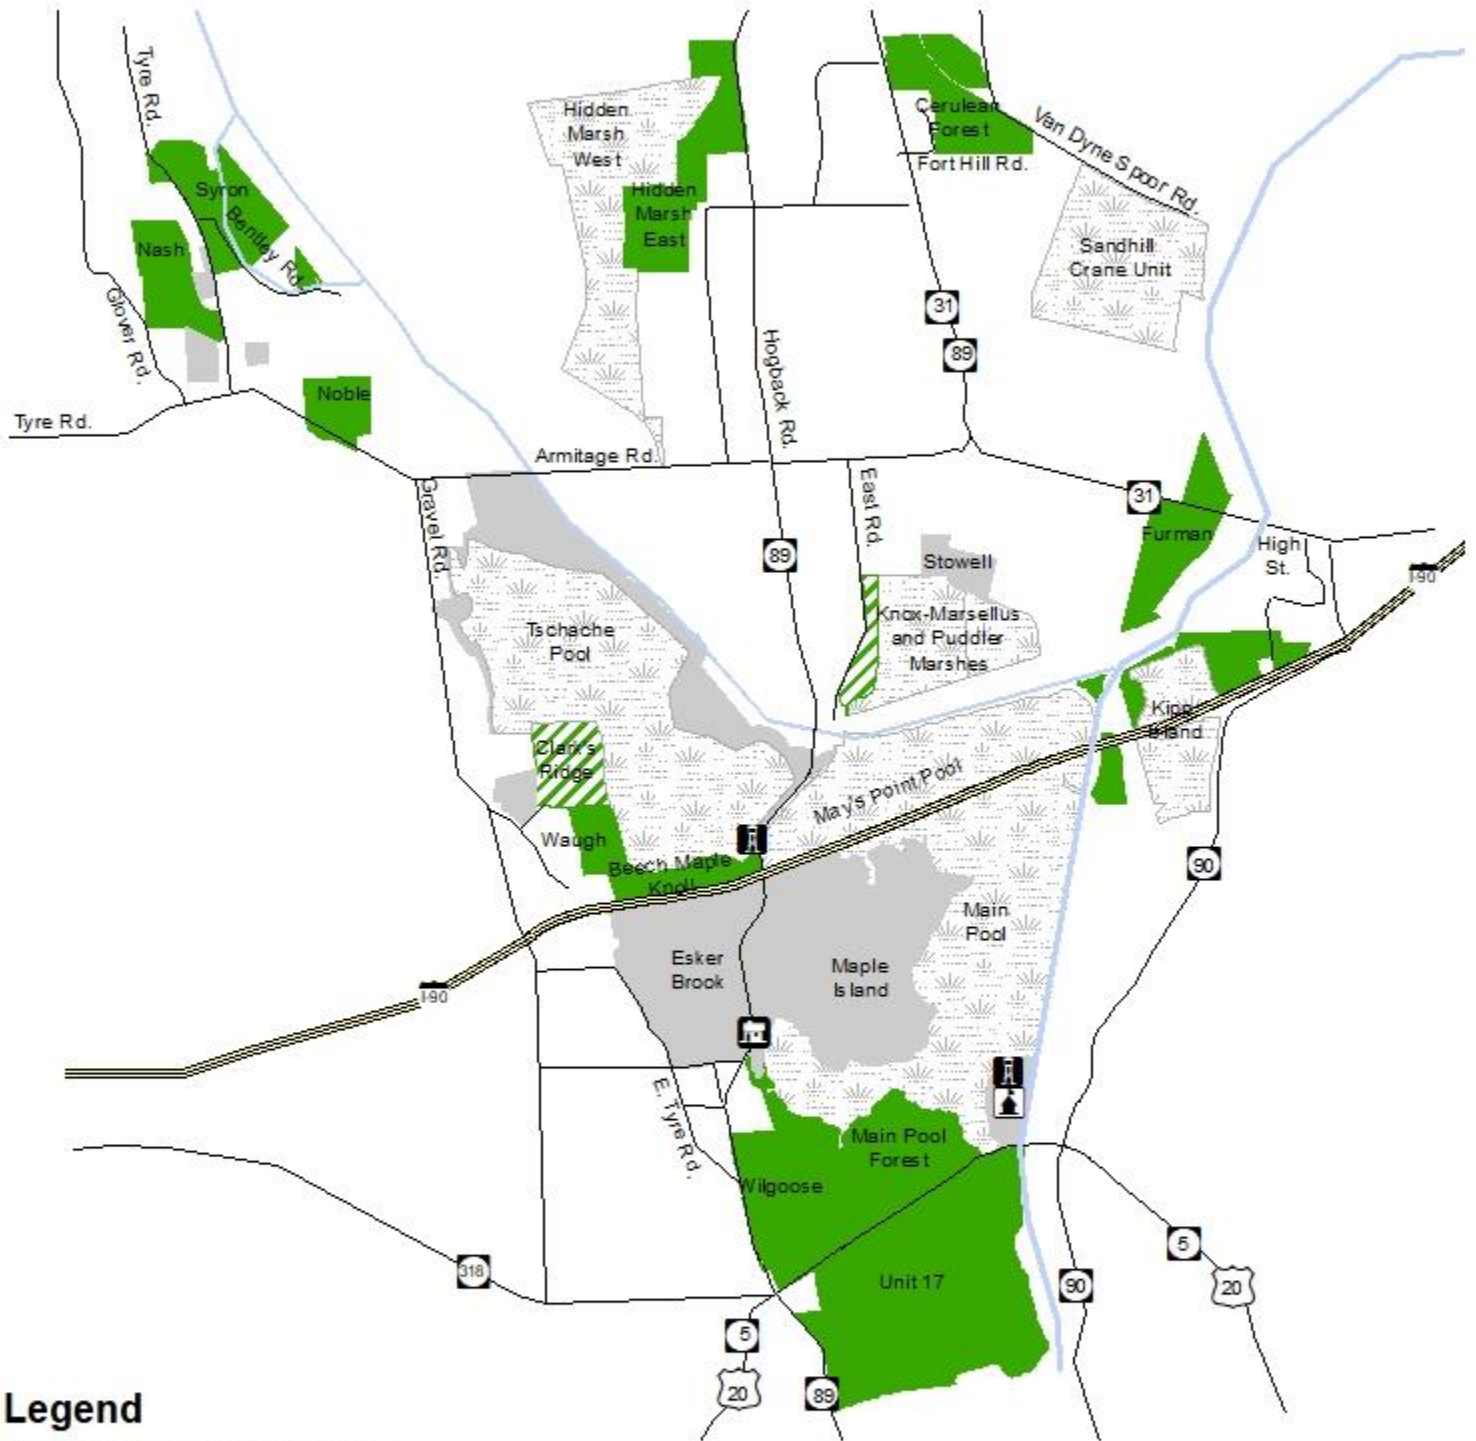 Tyre Rd.
Hidden
Marsh
West
Cerulean
Forest
Van Dyne Spoor Rd.
Fort Hill Rd.
Syron
Hidden
Marsh
East
Bentley Rd.
Nash
Sandhill
Crane Unit
Glover Rd.
31
89
Hogback Rd.
Noble
Tyre Rd.
Armitage Rd.
Gravel Rd.
East Rd.
31
Furman
High
St.
89
Stowell
I-90
Knox-Marsellus
and Puddler
Marshes
Tschache
Pool
King
Island
Clark's
Ridge
May's Point Pool
Waugh
Beech Maple
Knoll
90
Main
Pool
Esker
Brook
Maple
Island
I-90
E. Tyre Rd.
Main Pool
Forest
Wilgoose
5
318
Unit 17
90
20
5
20
89
Legend